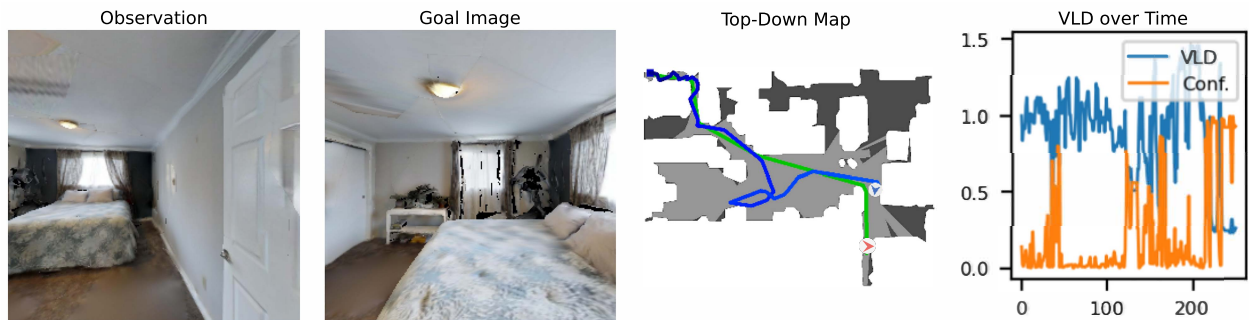 Observation
Goal Image
Top-Down Map
VLD over Time
1.5
1.0
0.5
0.0
VLD
Conf.
0
100
200